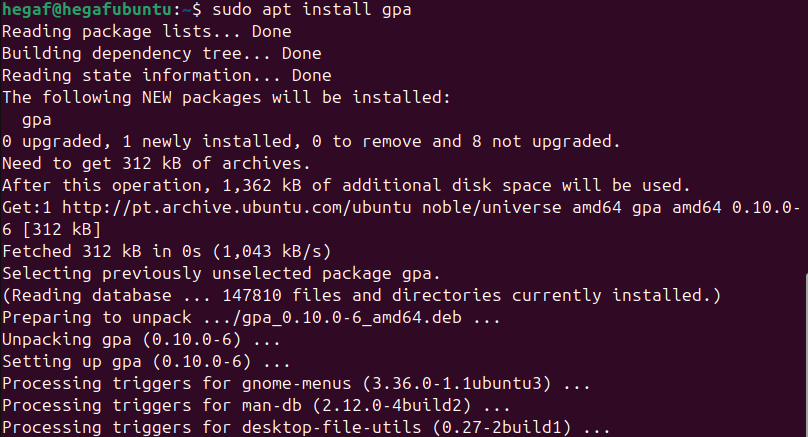 hegaf@hegafubuntu:~$ sudo apt install gpa
Reading package lists... Done
Building dependency tree... Done
Reading state information... Done
The following NEW packages will be installed:
  gpa
0 upgraded, 1 newly installed, 0 to remove and 8 not upgraded.
Need to get 312 kB of archives.
After this operation, 1,362 kB of additional disk space will be used.
Get:1 http://pt.archive.ubuntu.com/ubuntu noble/universe amd64 gpa amd64 0.10.0-
6 [312 kB]
Fetched 312 kB in 0s (1,043 kB/s)
Selecting previously unselected package gpa.
(Reading database ... 147810 files and directories currently installed.)
Preparing to unpack .../gpa_0.10.0-6_amd64.deb ...
Unpacking gpa (0.10.0-6) ...
Setting up gpa (0.10.0-6) ...
Processing triggers for gnome-menus (3.36.0-1.1ubuntu3) ...
Processing triggers for man-db (2.12.0-4build2) ...
Processing triggers for desktop-file-utils (0.27-2build1) ...